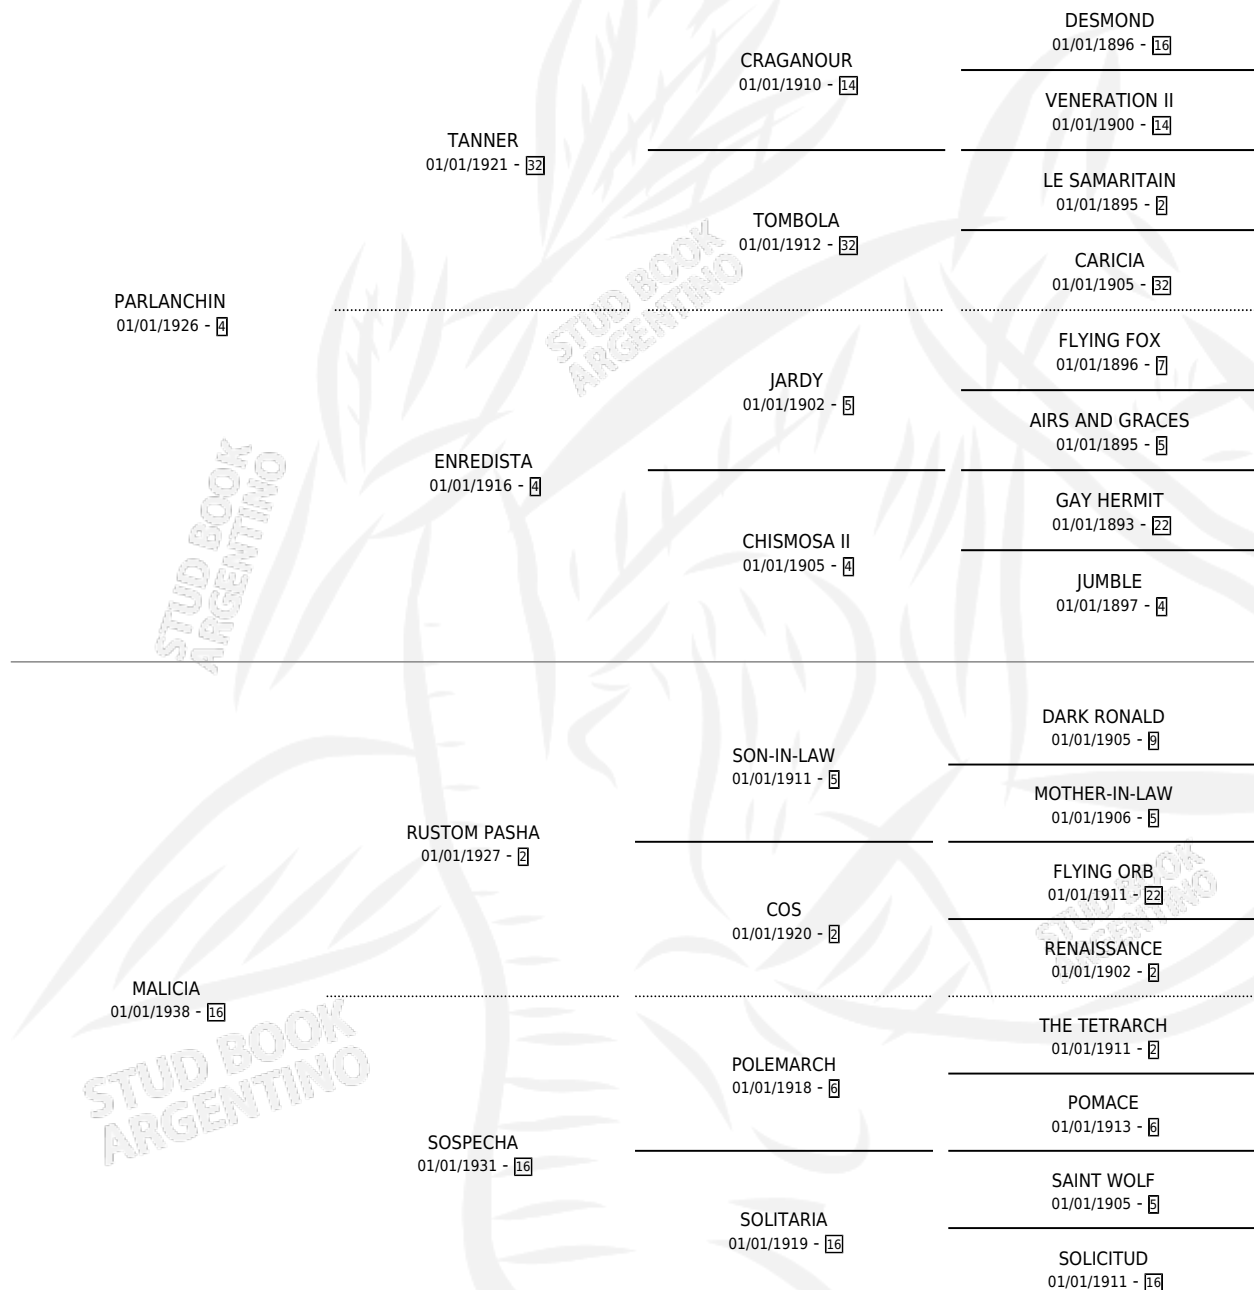 DESMOND
01/01/1896 - 16
CRAGANOUR
01/01/1910 - 14
VENERATION II
01/01/1900 - 14
TANNER
01/01/1921 - 32
LE SAMARITAIN
01/01/1895 - 2
TOMBOLA
01/01/1912 - 32
CARICIA
01/01/1905 - 32
PARLANCHIN
01/01/1926 - 4
FLYING FOX
01/01/1896 - 7
JARDY
01/01/1902 - 5
AIRS AND GRACES
01/01/1895 - 5
ENREDISTA
01/01/1916 - 4
GAY HERMIT
01/01/1893 - 22
CHISMOSA II
01/01/1905 - 4
JUMBLE
01/01/1897 - 4
DARK RONALD
01/01/1905 - 9
SON-IN-LAW
01/01/1911 - 5
MOTHER-IN-LAW
01/01/1906 - 5
RUSTOM PASHA
01/01/1927 - 2
FLYING ORB
01/01/1911 - 22
COS
01/01/1920 - 2
RENAISSANCE
01/01/1902 - 2
MALICIA
01/01/1938 - 16
THE TETRARCH
01/01/1911 - 2
POLEMARCH
01/01/1918 - 6
POMACE
01/01/1913 - 6
SOSPECHA
01/01/1931 - 16
SAINT WOLF
01/01/1905 - 5
SOLITARIA
01/01/1919 - 16
SOLICITUD
01/01/1911 - 16
STUD BOOK
ARGENTINO
STUD BOOK
ARGENTINO
STUD BOOK
ARGENTINO
STUD BOOK
ARGENTINO